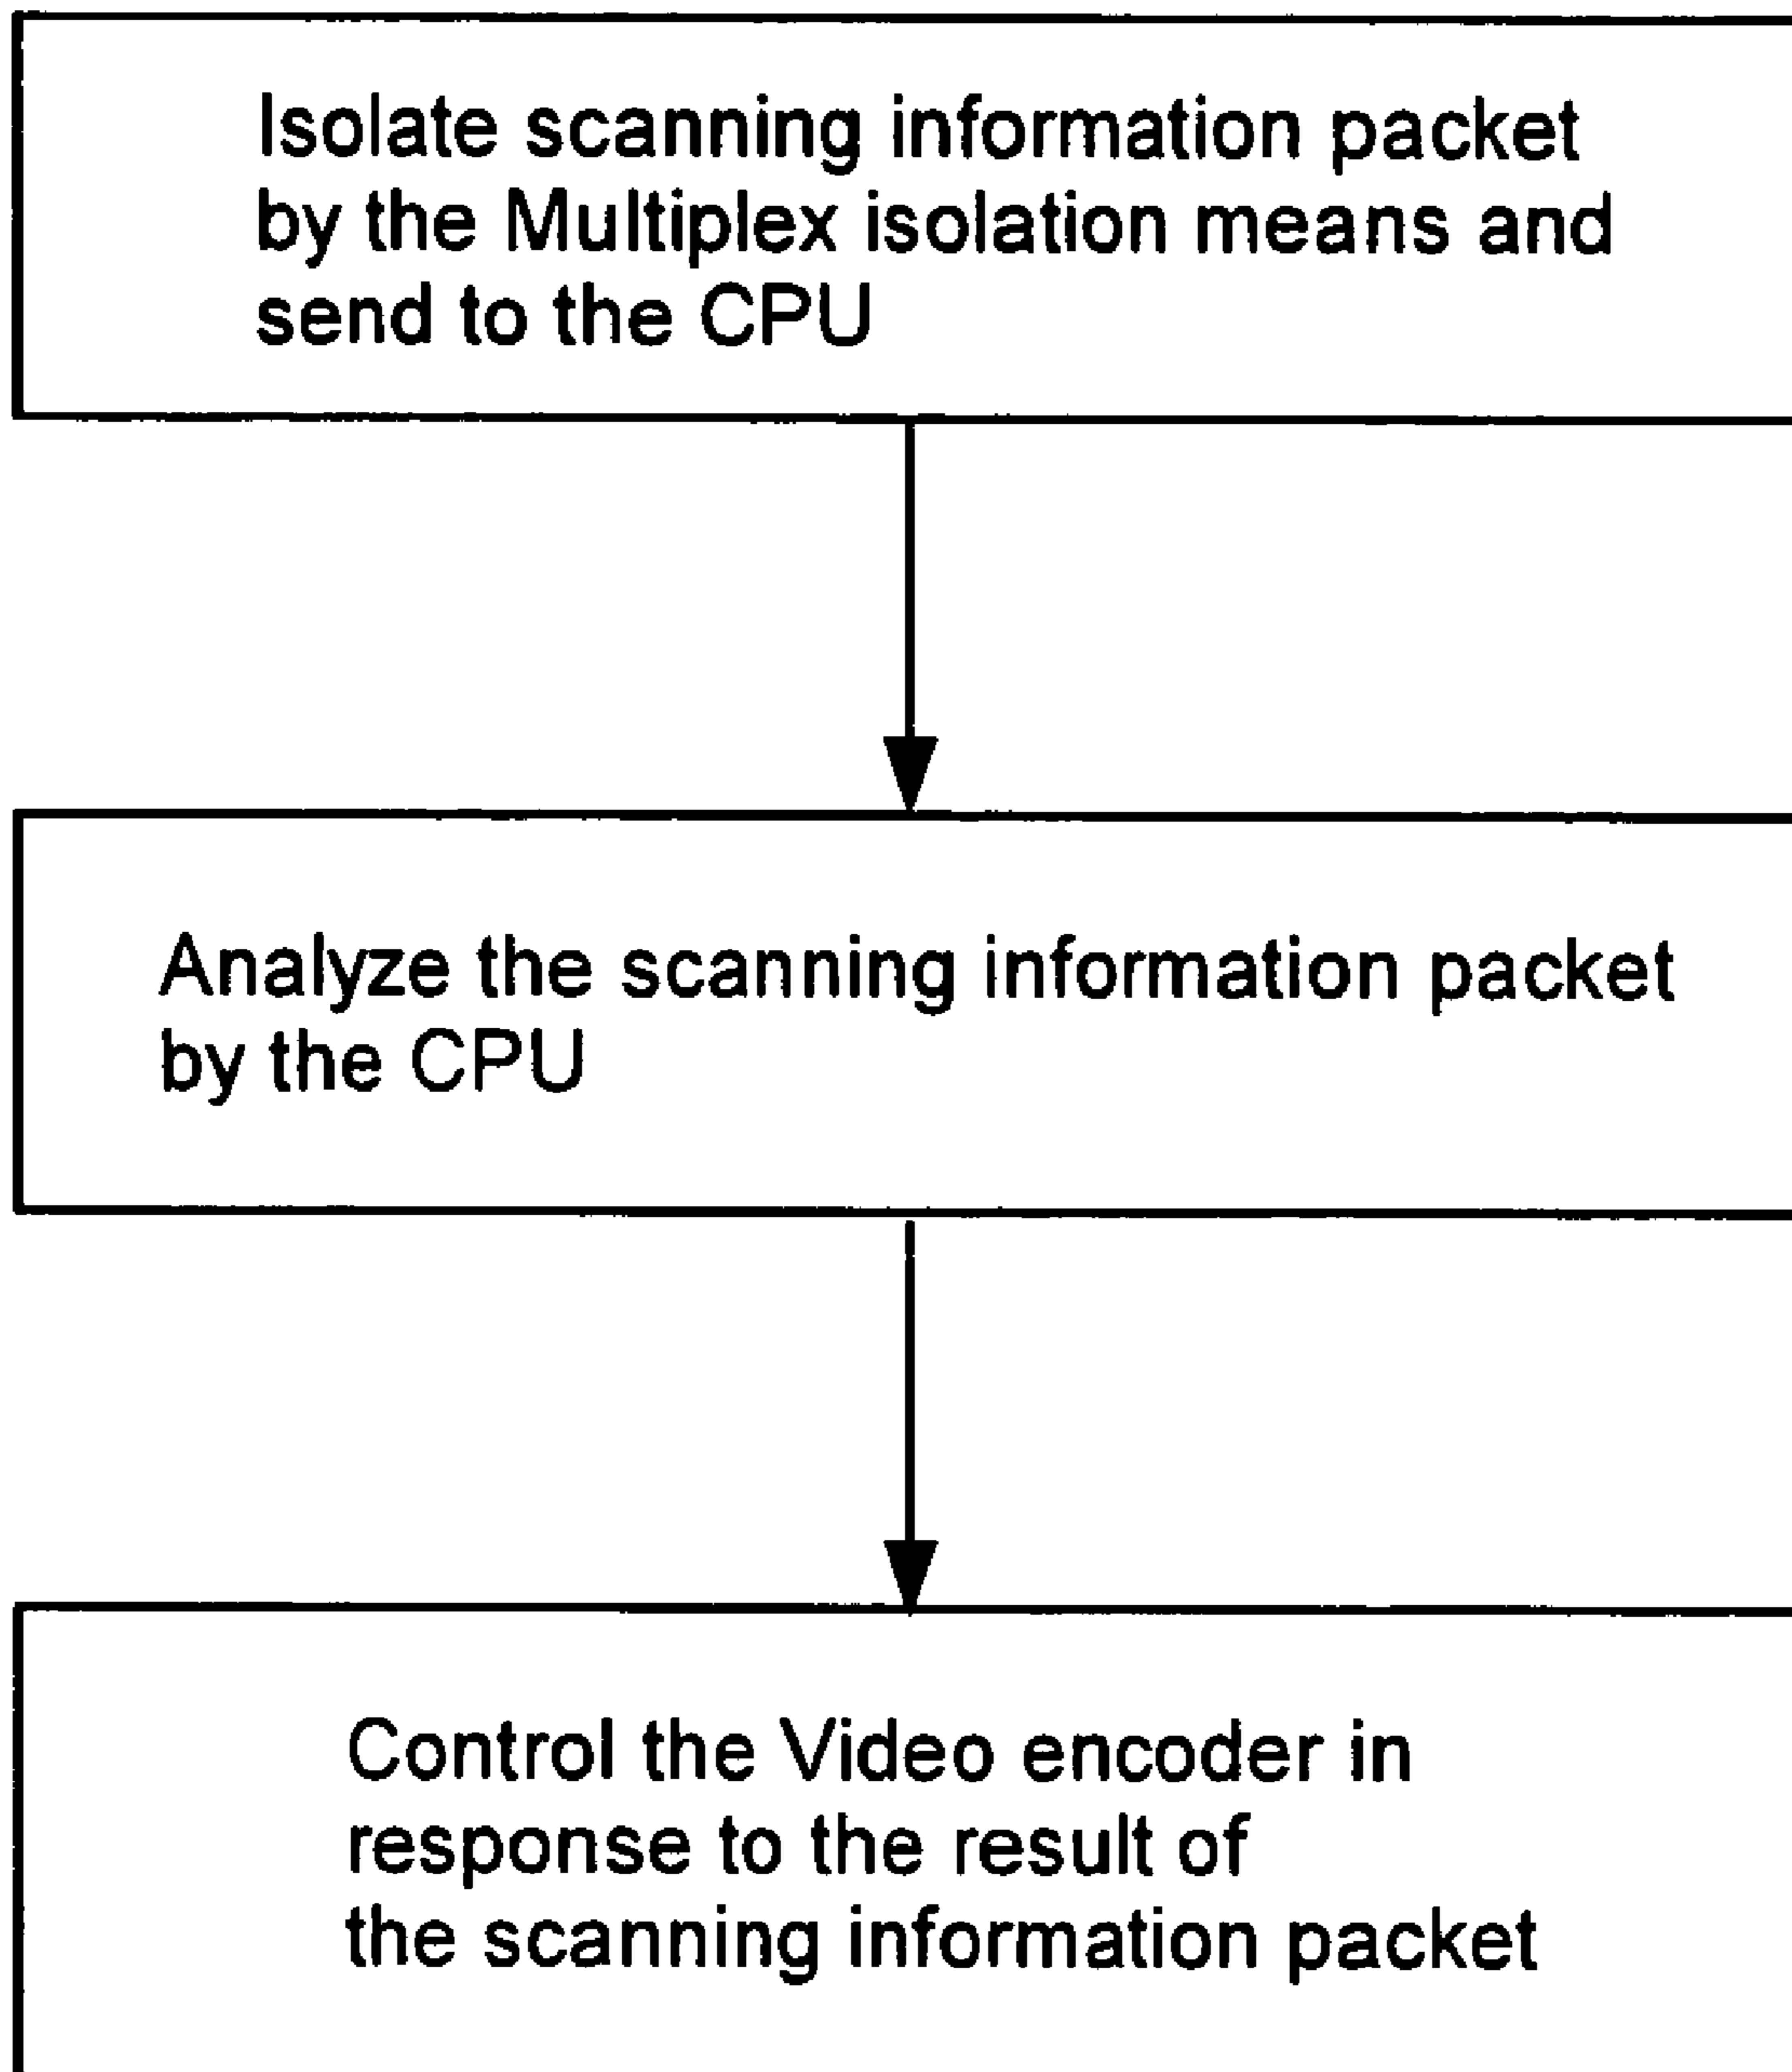 Isolate scanning information packet
by the Multiplex isolation means and
send to the CPU
Analyze the scanning information packet
by the CPU
Control the Video encoder in
response to the result of
the scanning information packet